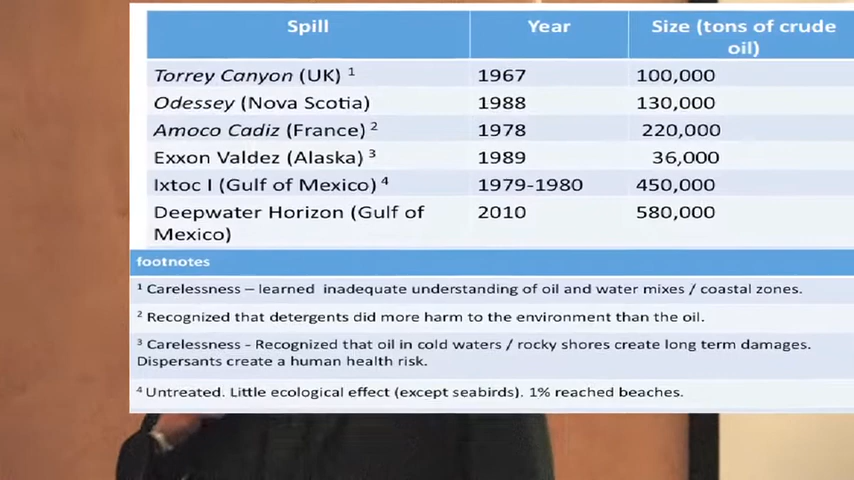 Spill Year Size (tons of crude
oil)
Torrey Canyon (UK) ¹ 1967 100,000
Odessey (Nova Scotia) 1988 130,000
Amoco Cadiz (France) ² 1978 220,000
Exxon Valdez (Alaska) ³ 1989 36,000
Ixtoc I (Gulf of Mexico) ⁴ 1979-1980 450,000
Deepwater Horizon (Gulf of 2010 580,000
Mexico)
footnotes
¹ Carelessness – learned inadequate understanding of oil and water mixes / coastal zones.
² Recognized that detergents did more harm to the environment than the oil.
³ Carelessness - Recognized that oil in cold waters / rocky shores create long term damages.
Dispersants create a human health risk.
⁴ Untreated. Little ecological effect (except seabirds). 1% reached beaches.